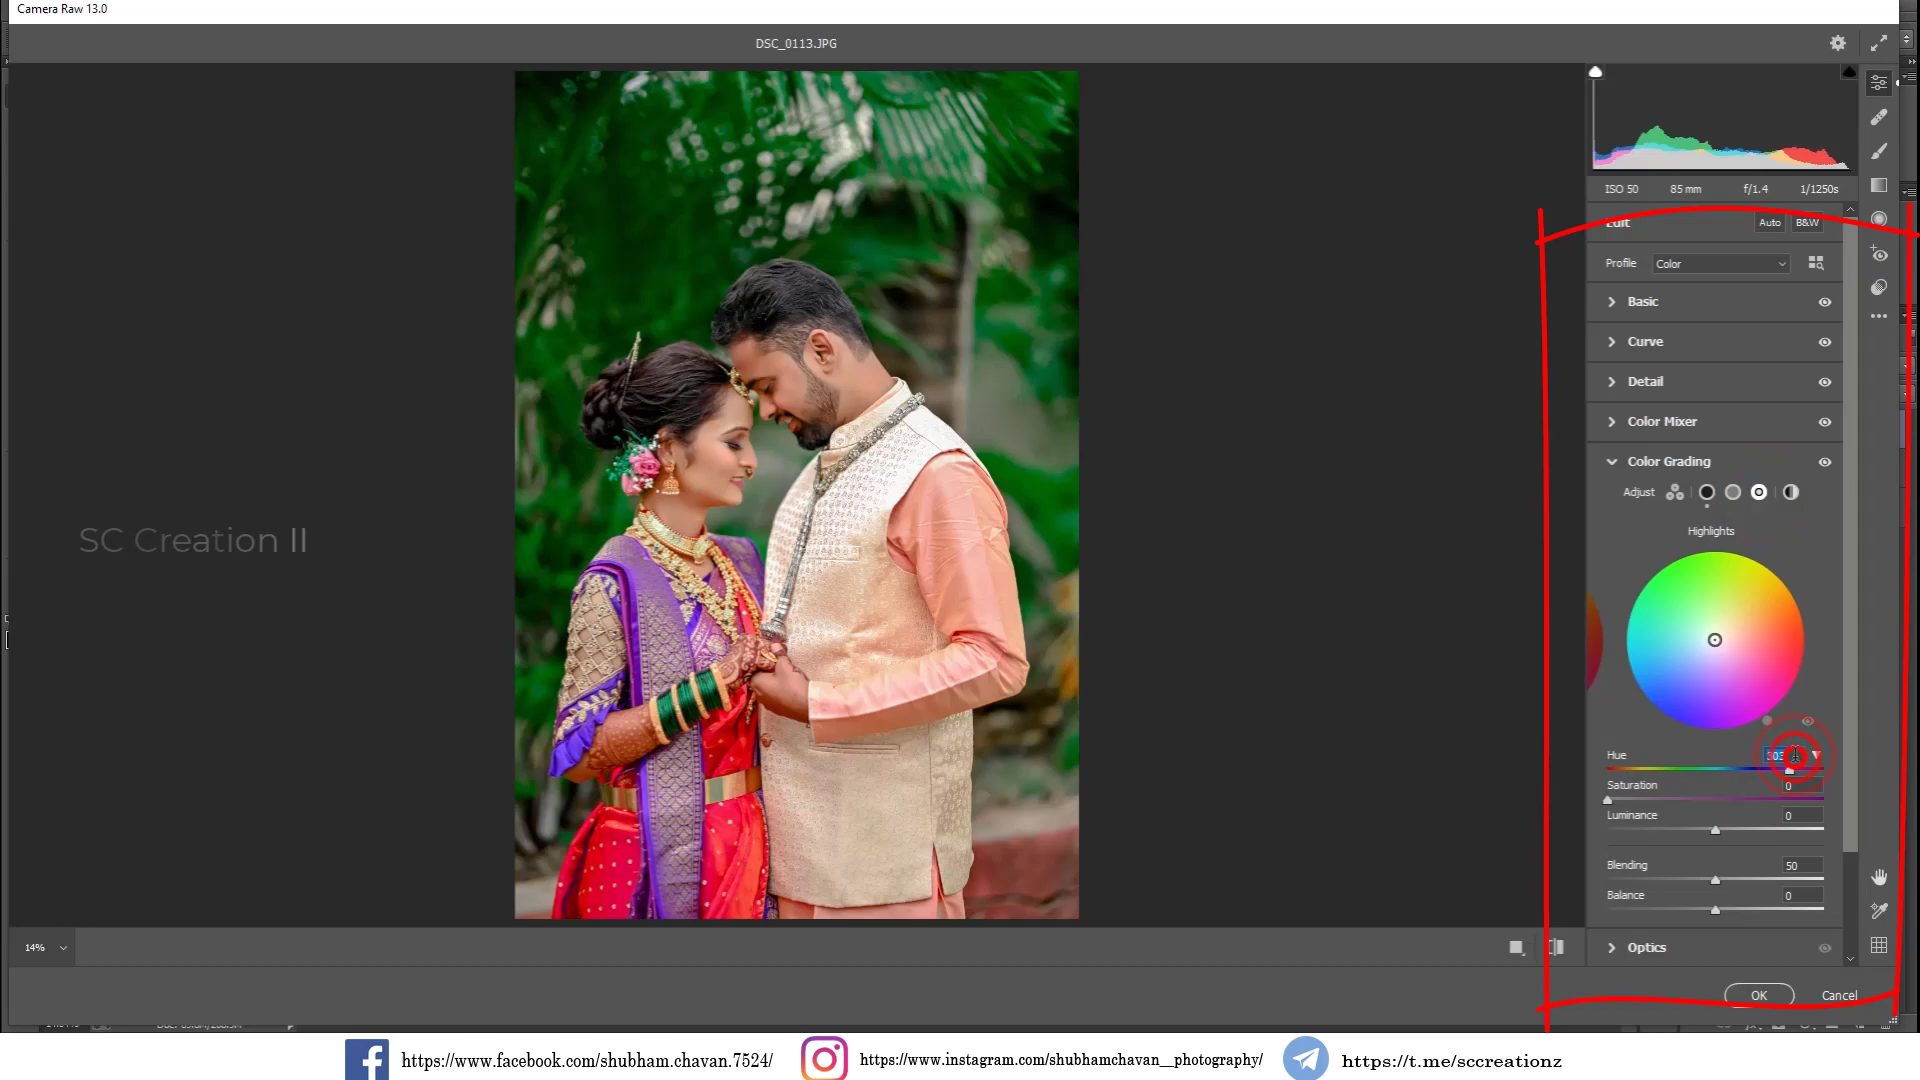 Camera Raw 13.0
DSC_0113.JPG
ISO 50 85 mm f/1.4 1/1250s
Edit Auto B&W
Profile Color
Basic
Curve
Detail
Color Mixer
Color Grading
Adjust
Highlights
SC Creation II
Hue
Saturation 0
Luminance 0
Blending 50
Balance 0
14%
Optics
OK Cancel
https://www.facebook.com/shubham.chavan.7524/ https://www.instagram.com/shubhamchavan__photography/ https://t.me/sccreationz